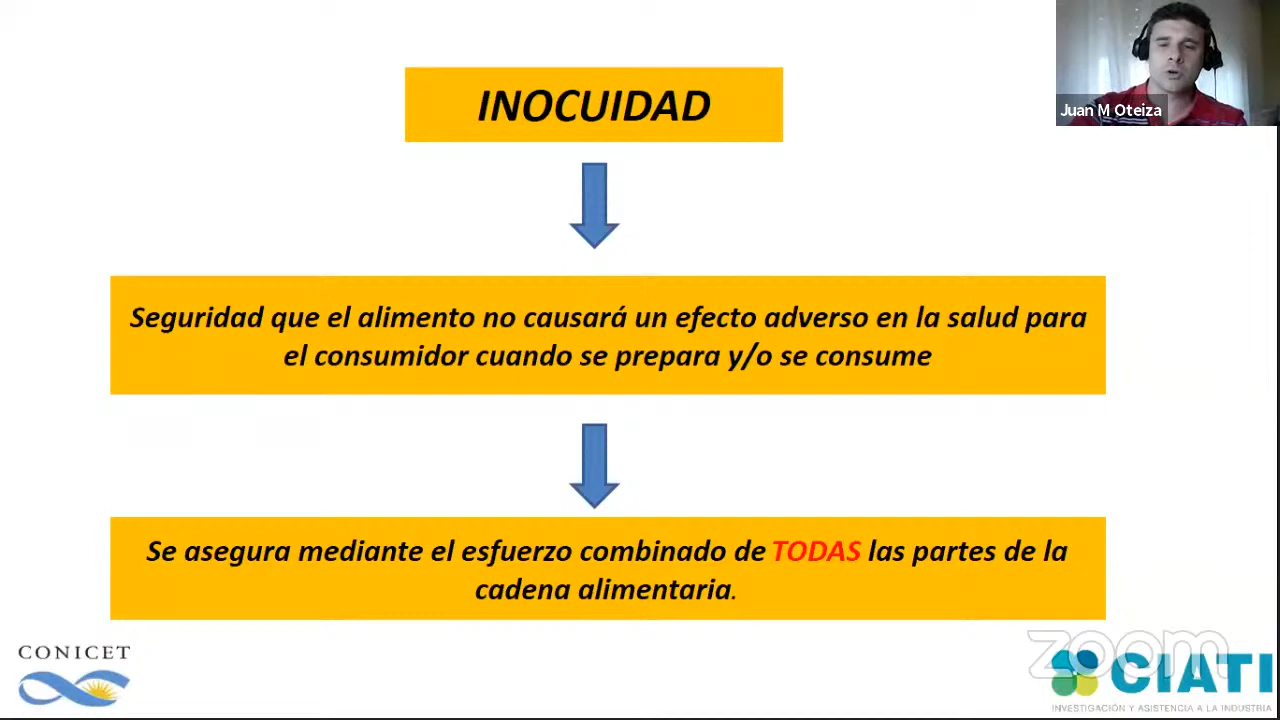 INOCUIDAD
Juan M Oteiza
Seguridad que el alimento no causará un efecto adverso en la salud para
el consumidor cuando se prepara y/o se consume
Se asegura mediante el esfuerzo combinado de TODAS las partes de la
cadena alimentaria.
CONICET
zoom
CIATI
INVESTIGACIÓN Y ASISTENCIA A LA INDUSTRIA